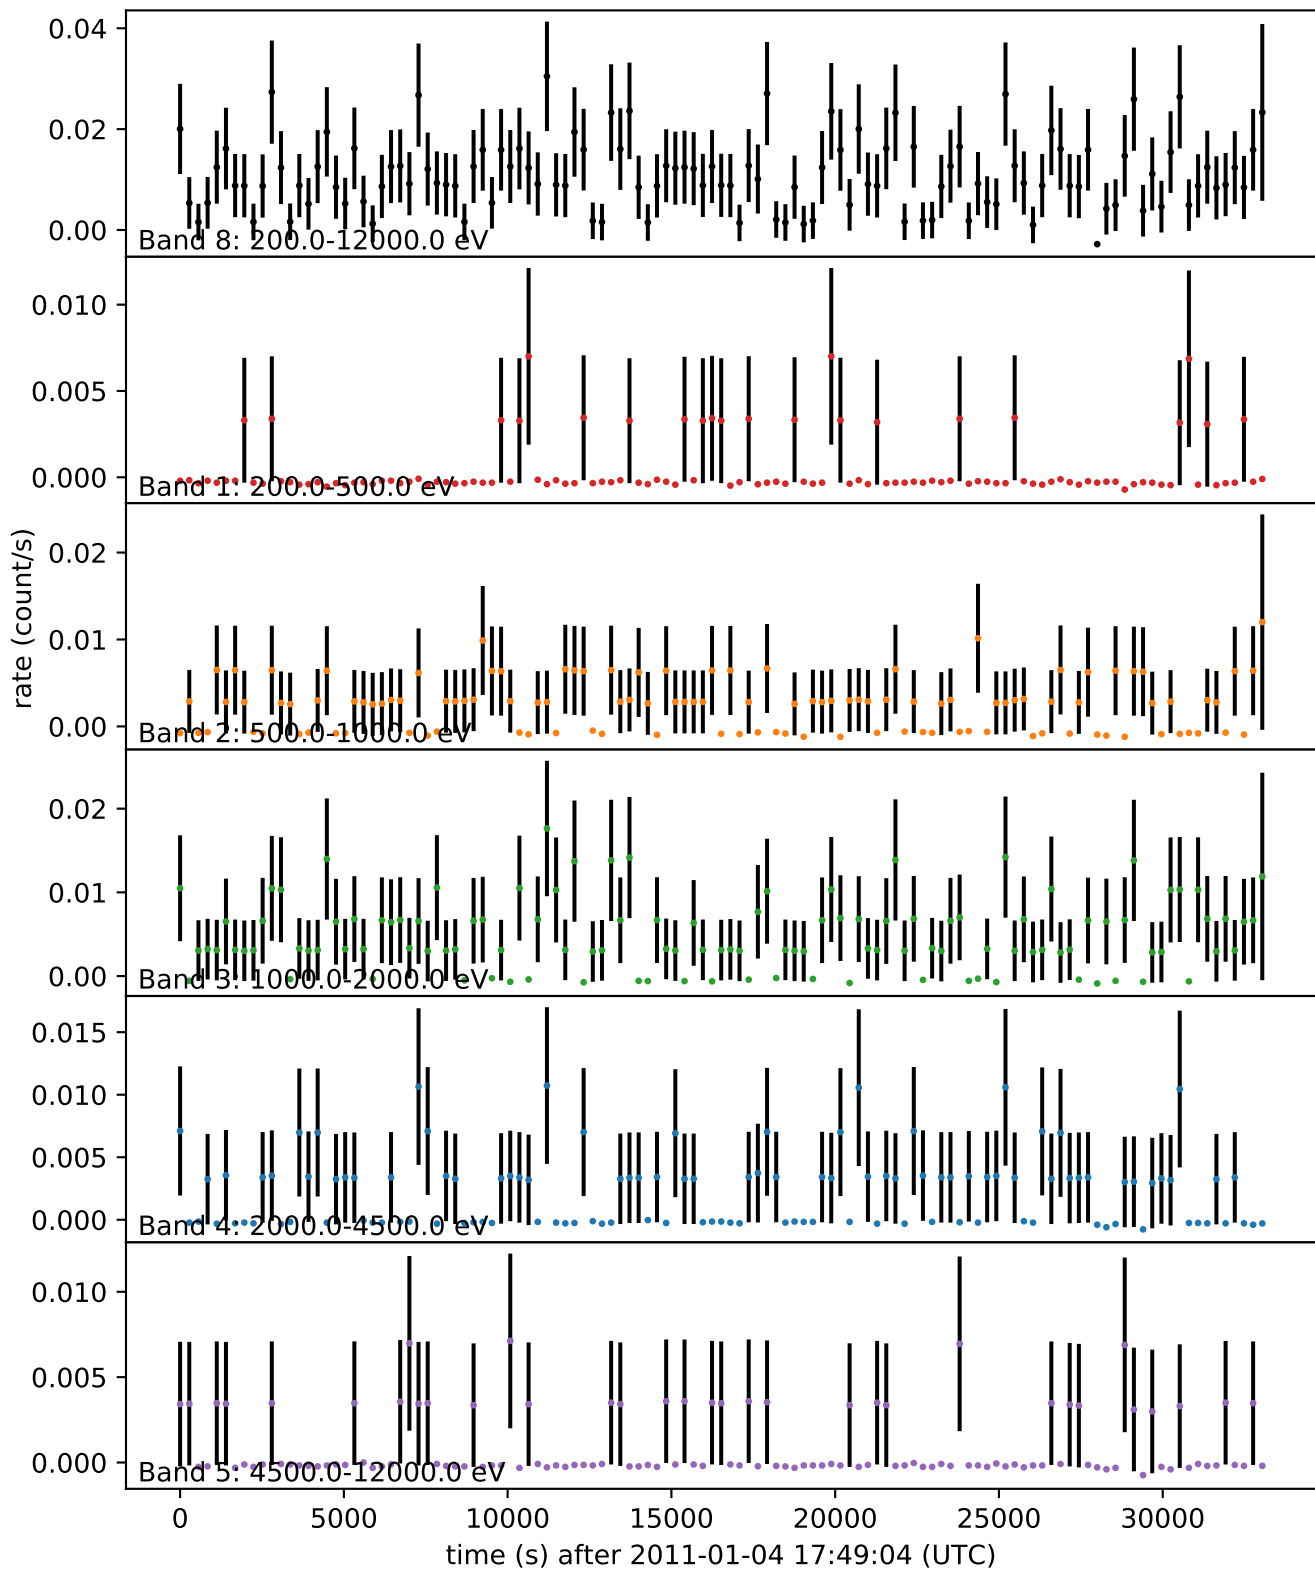 0.04
0.02
0.00
Band 8: 200.0-12000.0 eV
0.010
0.005
0.000
Band 1: 200.0-500.0 eV
rate (count/s)
0.02
0.01
0.00
Band 2: 500.0-1000.0 eV
0.02
0.01
0.00
Band 3: 1000.0-2000.0 eV
0.015
0.010
0.005
0.000
Band 4: 2000.0-4500.0 eV
0.010
0.005
0.000
Band 5: 4500.0-12000.0 eV
0 5000 10000 15000 20000 25000 30000
time (s) after 2011-01-04 17:49:04 (UTC)